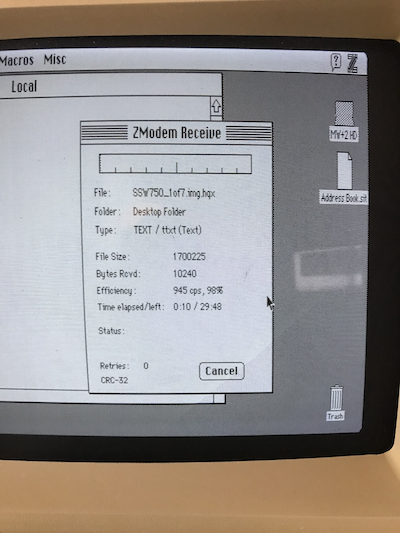 Macros Misc
Local
ZModem Receive
MW+2 HD
File: SSW750_1of7.img.hqx
Folder: Desktop Folder
Type: TEXT / ttxt (Text)
Address Book.sit
File Size: 1700225
Bytes Rcvd: 10240
Efficiency: 945 cps, 98%
Time elapsed/left: 0:10 / 29:48
Status:
Retries: 0
Cancel
CRC-32
Trash